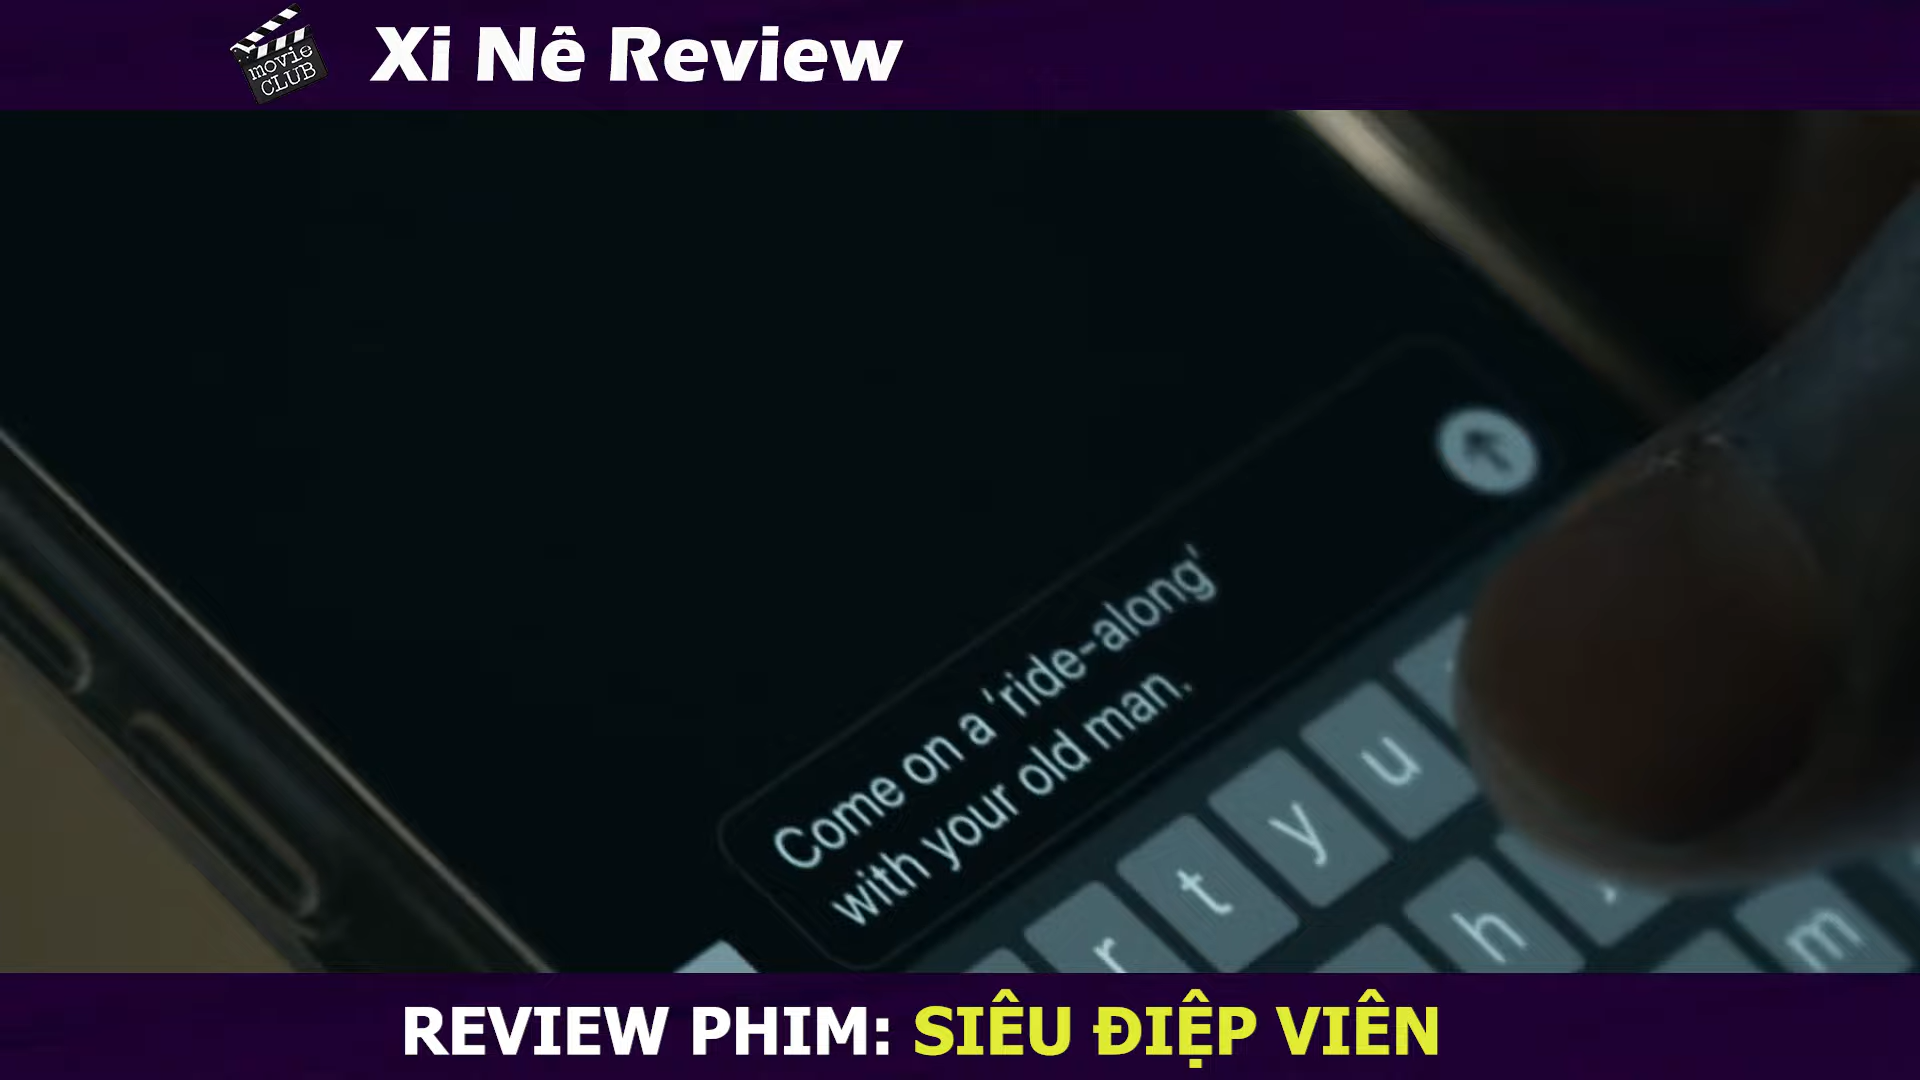 movie
CLUB
Xi Nê Review
Come on a 'ride-along'
with your old man.
r t y u
h m
REVIEW PHIM: SIÊU ĐIỆP VIÊN